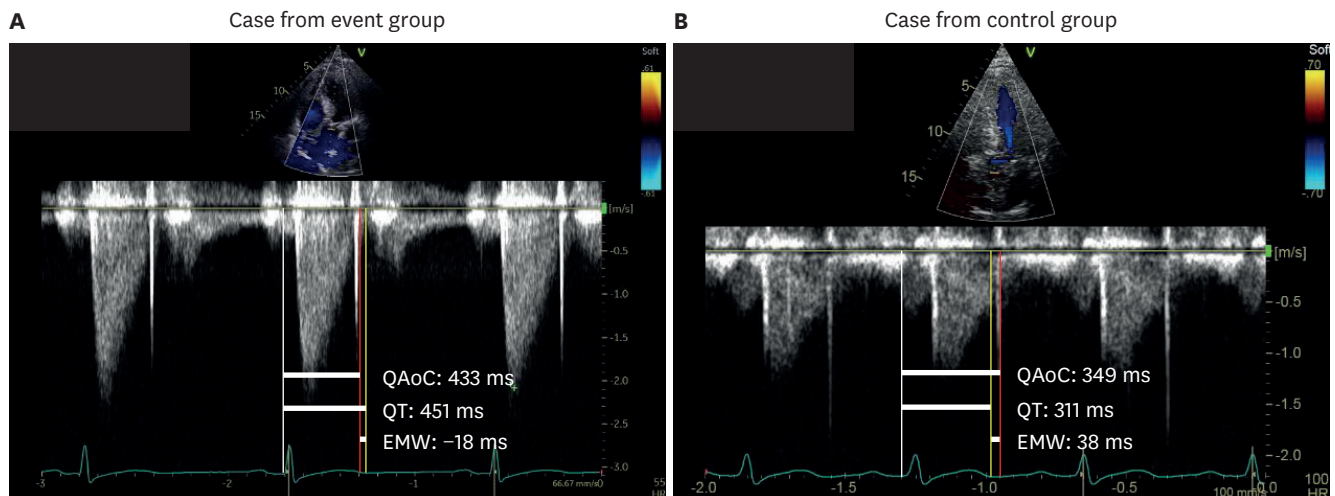 A Case from event group
Soft
.61
-.61
V
5
10
15
[m/s]
-0.5
-1.0
-1.5
-2.0
-2.5
-3.0
QAoC: 433 ms
QT: 451 ms
EMW: −18 ms
-3
-2
-1
66.67 mm/s
0
55
HR
B Case from control group
Soft
.70
-.70
V
5
10
15
[m/s]
-0.5
-1.0
-1.5
-2.0
QAoC: 349 ms
QT: 311 ms
EMW: 38 ms
-2.0
-1.5
-1.0
-0.5
100 mm/s
0.0
100
HR